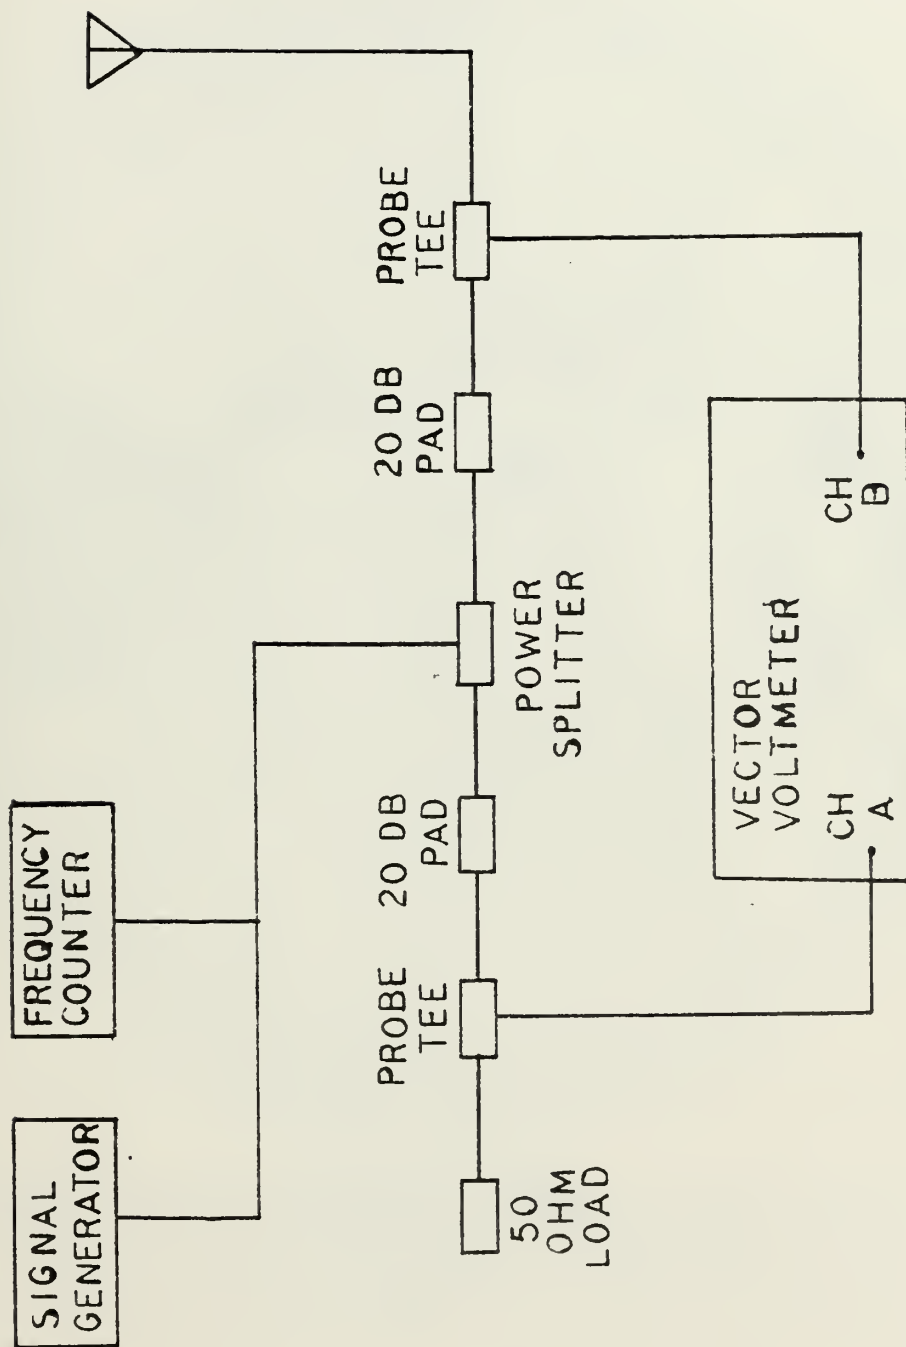 SIGNAL
GENERATOR
FREQUENCY
COUNTER
50
OHM
LOAD
PROBE
TEE
20 DB
PAD
POWER
SPLITTER
20 DB
PAD
PROBE
TEE
VECTOR
VOLTMETER
CH
A
CH
B